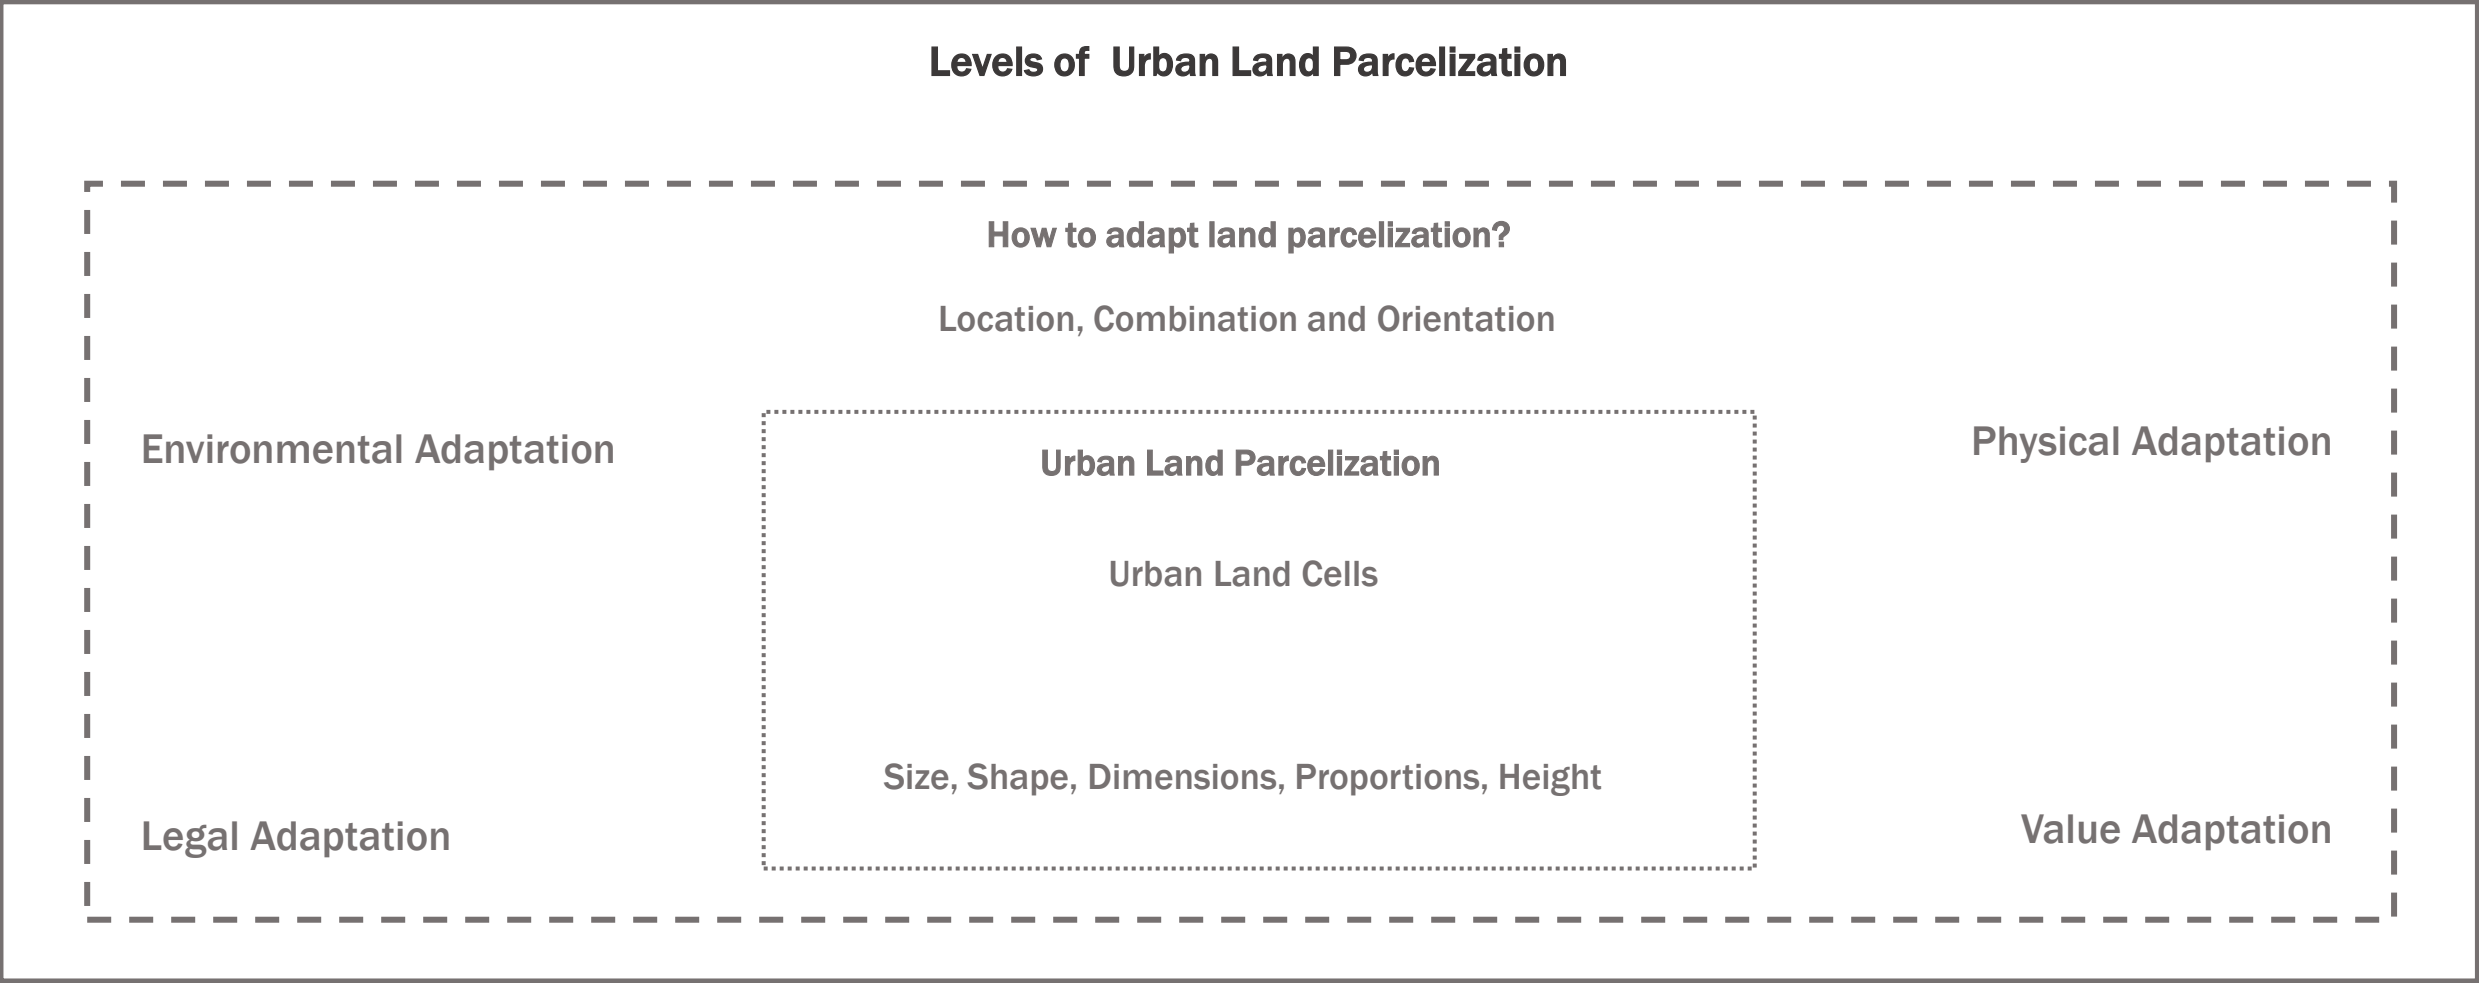 Levels of  Urban Land Parcelization
How to adapt land parcelization?
Location, Combination and Orientation
Environmental Adaptation
Physical Adaptation
Urban Land Parcelization
Urban Land Cells
Size, Shape, Dimensions, Proportions, Height
Legal Adaptation
Value Adaptation